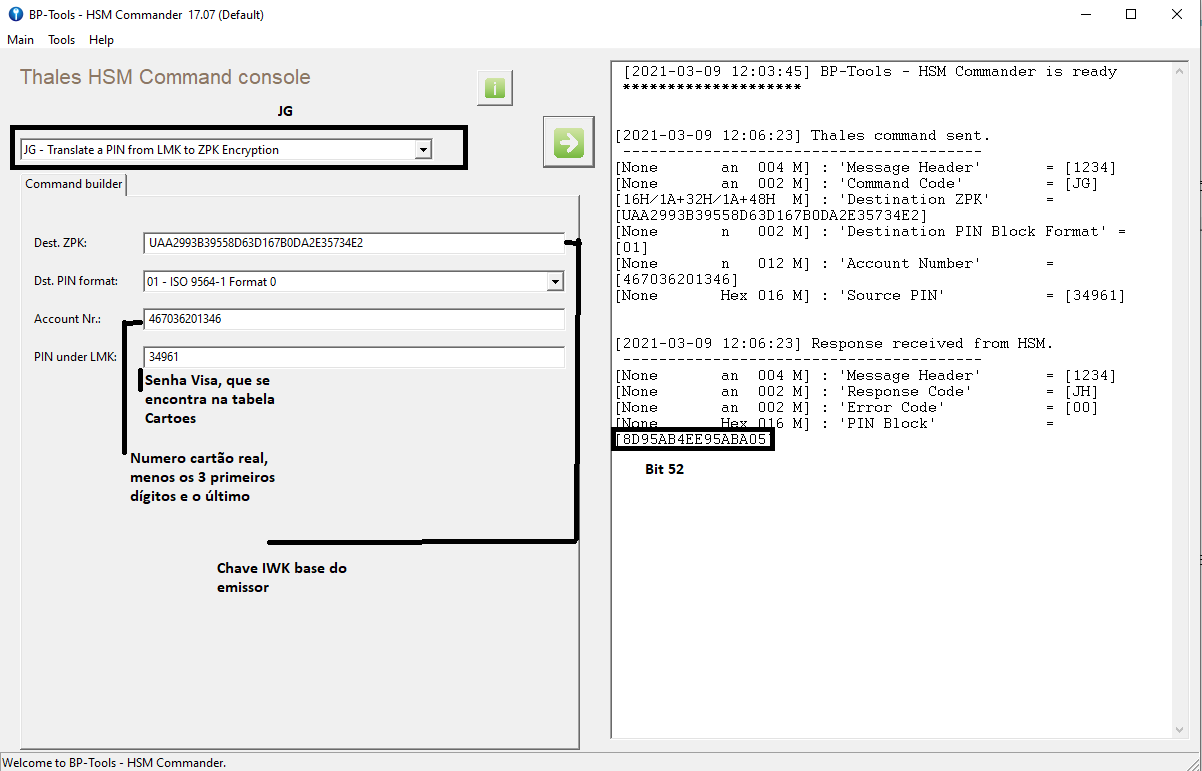 BP-Tools - HSM Commander 17.07 (Default)
Main Tools Help
Thales HSM Command console
JG
JG - Translate a PIN from LMK to ZPK Encryption
Command builder
Dest. ZPK: UAA2993B39558D63D167B0DA2E35734E2
Dst. PIN format: 01 - ISO 9564-1 Format 0
Account Nr.: 467036201346
PIN under LMK: 34961
Senha Visa, que se
encontra na tabela
Cartoes
Numero cartão real,
menos os 3 primeiros
dígitos e o último
Chave IWK base do
emissor
[2021-03-09 12:03:45] BP-Tools - HSM Commander is ready
********************
[2021-03-09 12:06:23] Thales command sent.
----------------------------------------
[None an 004 M] : 'Message Header' = [1234]
[None an 002 M] : 'Command Code' = [JG]
[16H/1A+32H/1A+48H M] : 'Destination ZPK' =
[UAA2993B39558D63D167B0DA2E35734E2]
[None n 002 M] : 'Destination PIN Block Format' =
[01]
[None n 012 M] : 'Account Number' =
[467036201346]
[None Hex 016 M] : 'Source PIN' = [34961]
[2021-03-09 12:06:23] Response received from HSM.
----------------------------------------
[None an 004 M] : 'Message Header' = [1234]
[None an 002 M] : 'Response Code' = [JH]
[None an 002 M] : 'Error Code' = [00]
[None Hex 016 M] : 'PIN Block' =
[8D95AB4EE95ABA05]
Bit 52
Welcome to BP-Tools - HSM Commander.